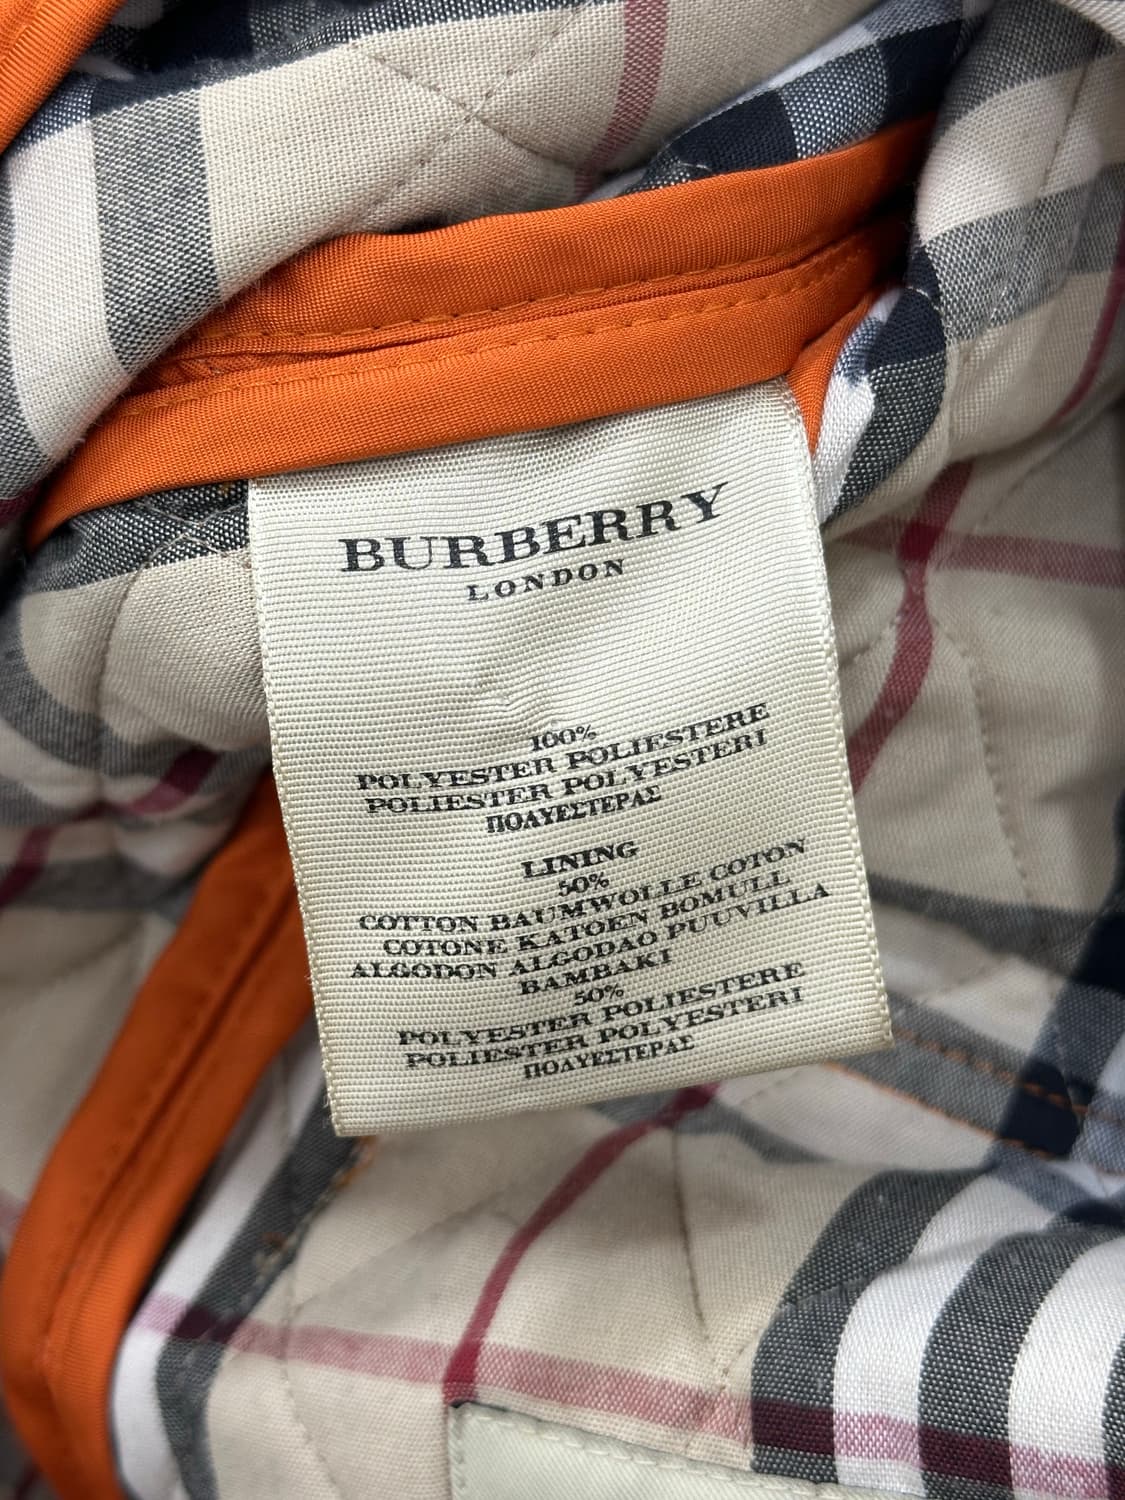 BURBERRY
LONDON
100%
POLYESTER POLIESTERE
POLIESTER POLYESTERI
ΠΟΛΥΕΣΤΕΡΑΣ
LINING
50%
COTTON BAUMWOLLE COTON
COTONE KATOEN BOMULL
ALGODON ALGODAO PUUVILLA
BAMBAKI
50%
POLYESTER POLIESTERE
POLIESTER POLYESTERI
ΠΟΛΥΕΣΤΕΡΑΣ